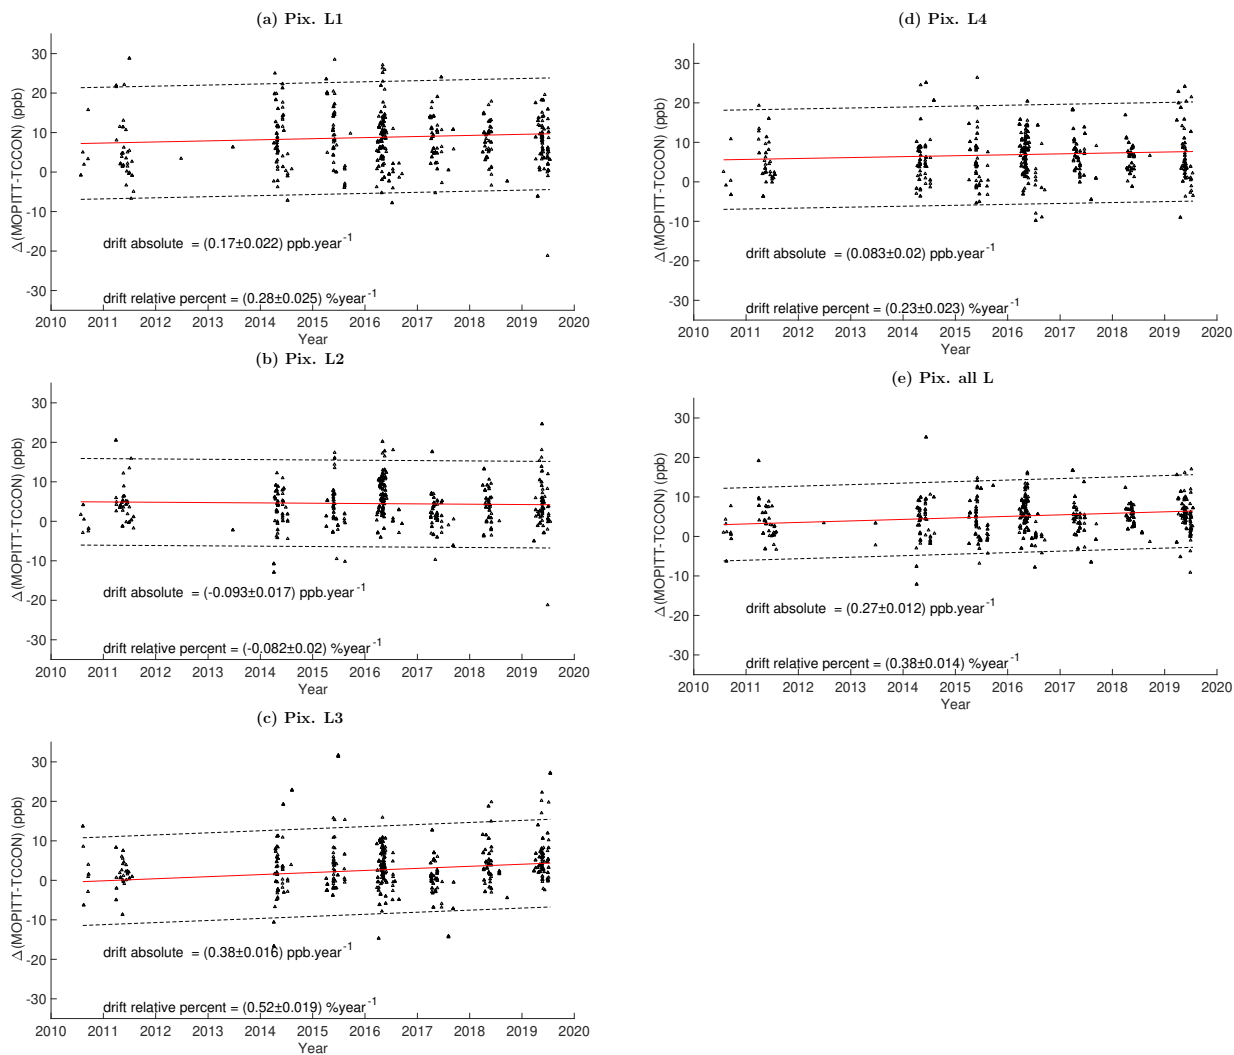 (a) Pix. L1
Δ(MOPITT-TCCON) (ppb)
30
20
10
0
-10
-20
-30
drift absolute = (0.17±0.022) ppb.year-1
drift relative percent = (0.28±0.025) %year-1
2010 2011 2012 2013 2014 2015 2016 2017 2018 2019 2020
Year
(b) Pix. L2
Δ(MOPITT-TCCON) (ppb)
30
20
10
0
-10
-20
-30
drift absolute = (-0.093±0.017) ppb.year-1
drift relative percent = (-0.082±0.02) %year-1
2010 2011 2012 2013 2014 2015 2016 2017 2018 2019 2020
Year
(c) Pix. L3
Δ(MOPITT-TCCON) (ppb)
30
20
10
0
-10
-20
-30
drift absolute = (0.38±0.016) ppb.year-1
drift relative percent = (0.52±0.019) %year-1
2010 2011 2012 2013 2014 2015 2016 2017 2018 2019 2020
Year
(d) Pix. L4
Δ(MOPITT-TCCON) (ppb)
30
20
10
0
-10
-20
-30
drift absolute = (0.083±0.02) ppb.year-1
drift relative percent = (0.23±0.023) %year-1
2010 2011 2012 2013 2014 2015 2016 2017 2018 2019 2020
Year
(e) Pix. all L
Δ(MOPITT-TCCON) (ppb)
30
20
10
0
-10
-20
-30
drift absolute = (0.27±0.012) ppb.year-1
drift relative percent = (0.38±0.014) %year-1
2010 2011 2012 2013 2014 2015 2016 2017 2018 2019 2020
Year